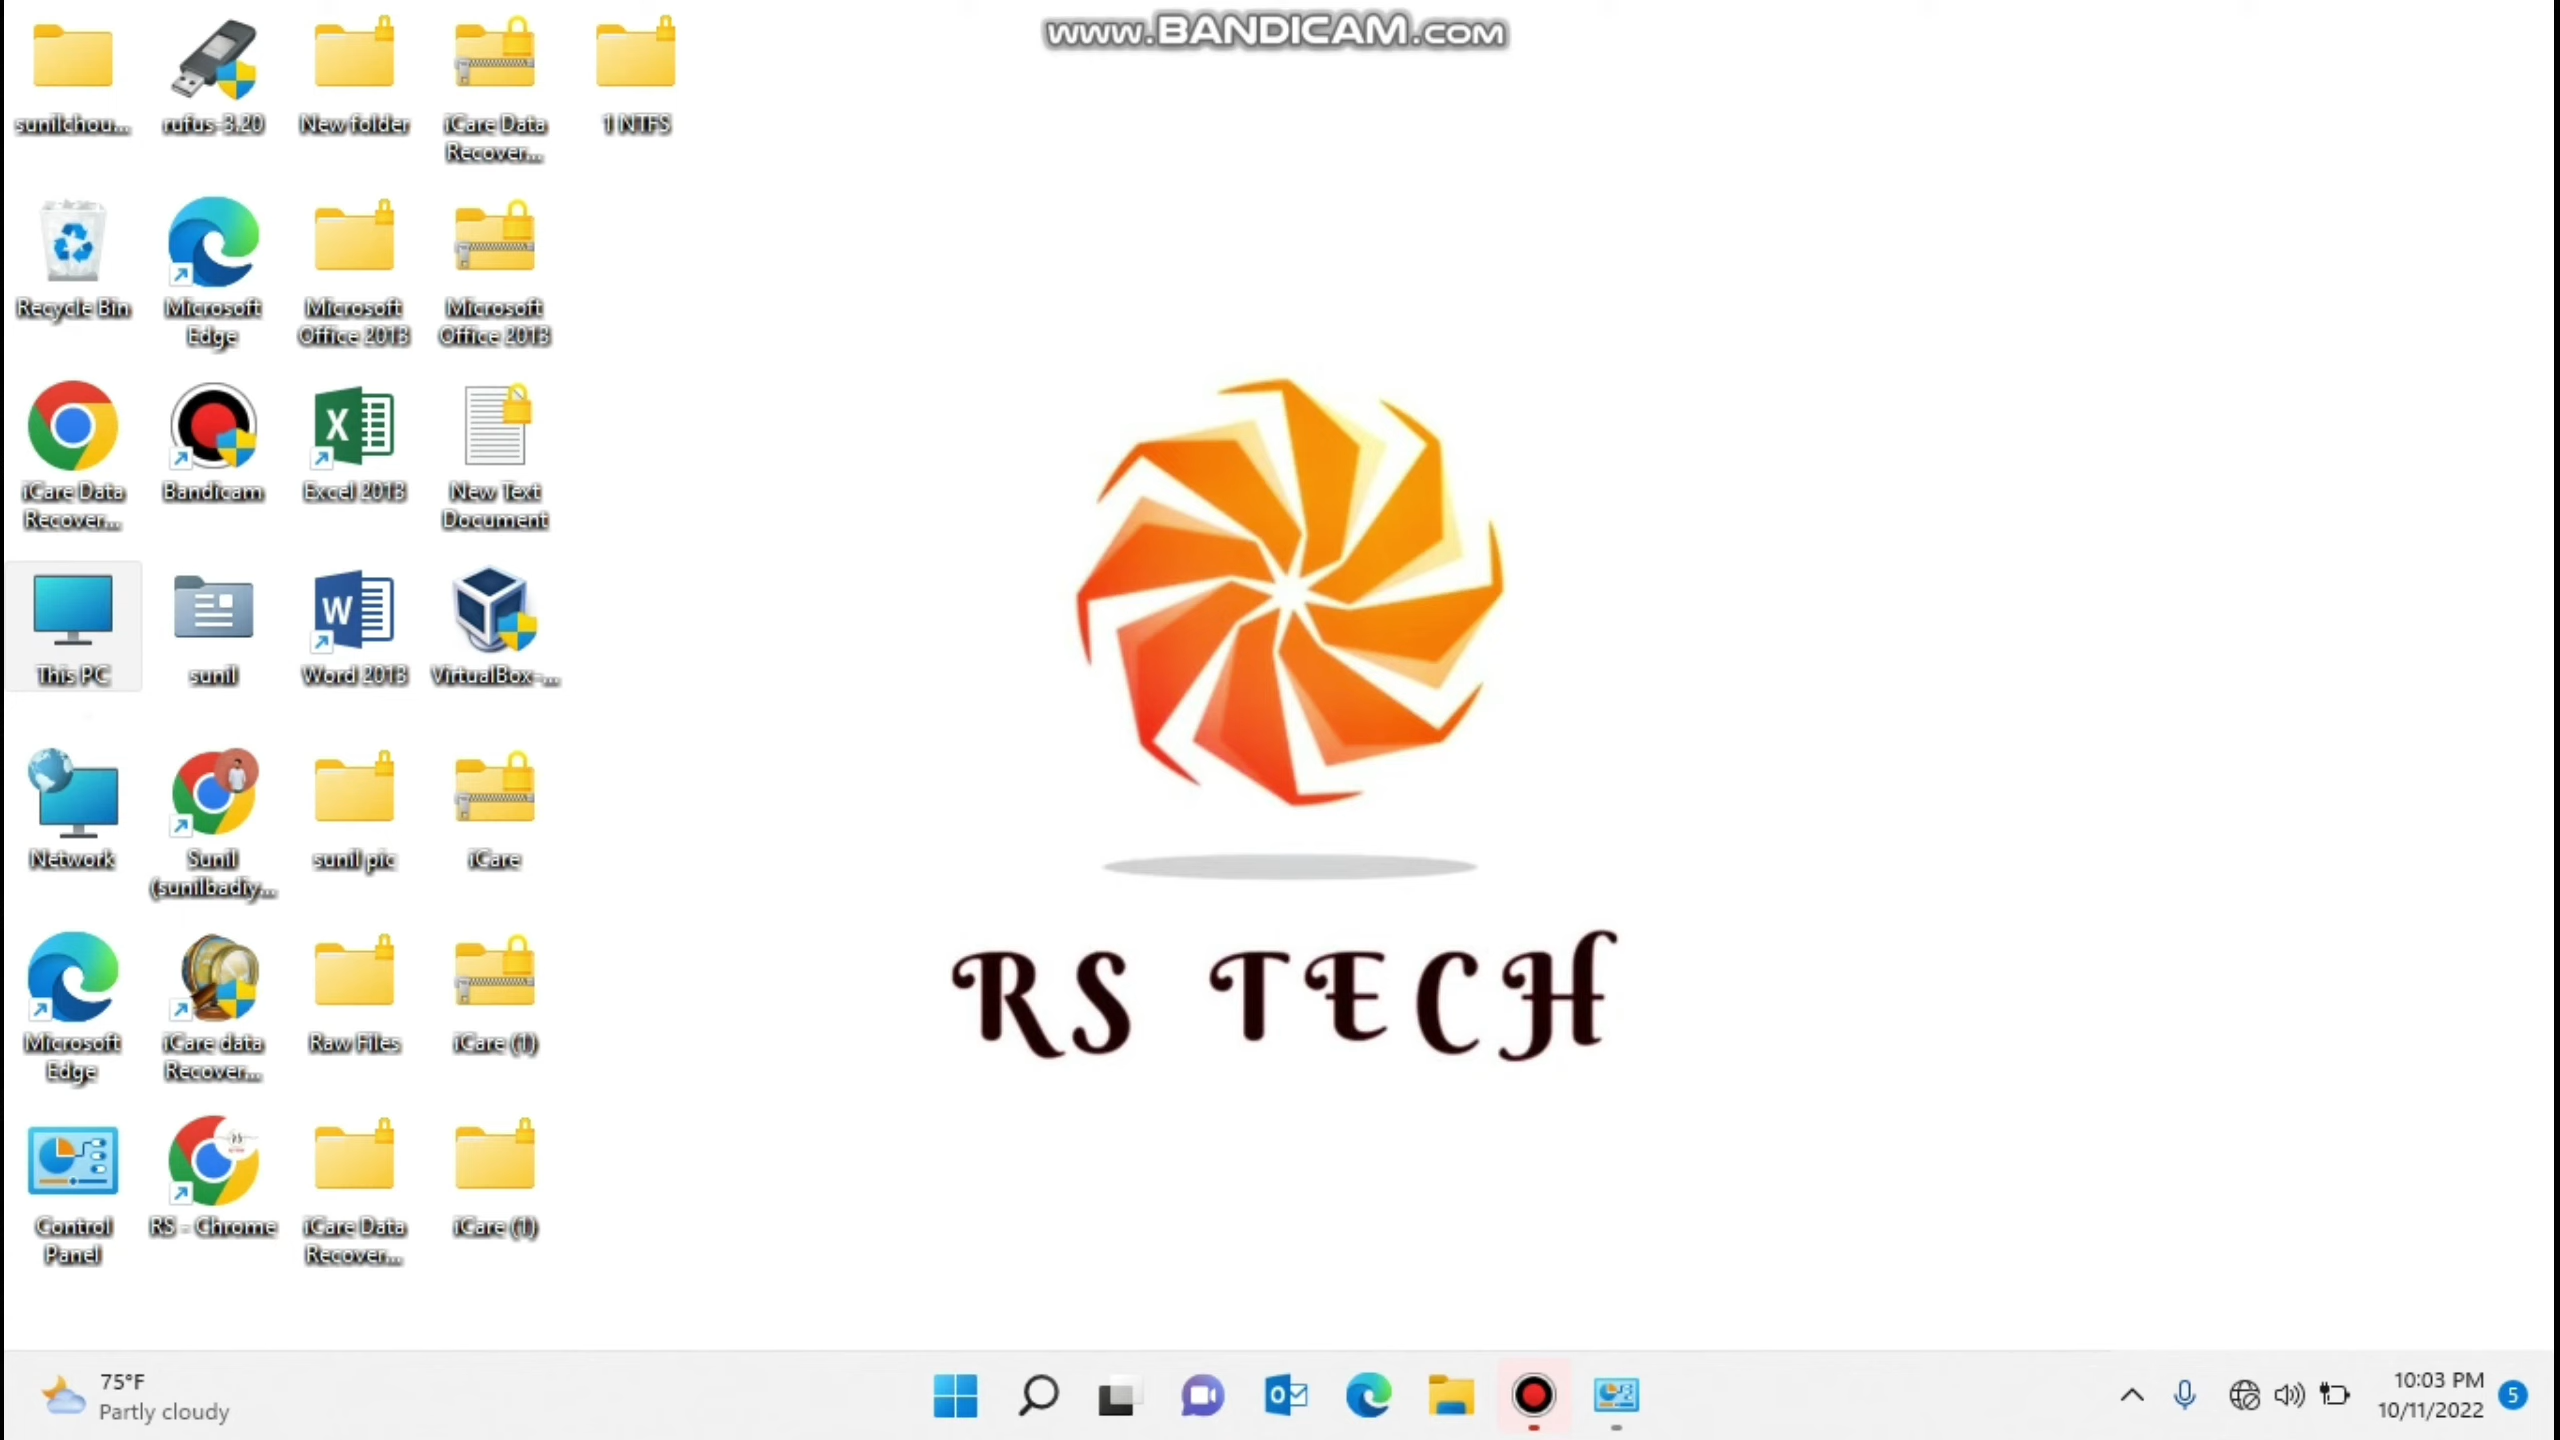 www.BANDICAM.com
sunilchou...
rufus-3.20
New folder
iCare Data
Recover...
1 NTFS
Recycle Bin
Microsoft
Edge
Microsoft
Office 2013
Microsoft
Office 2013
iCare Data
Recover...
Bandicam
Excel 2013
New Text
Document
This PC
sunil
Word 2013
VirtualBox-...
Network
Sunil
(sunilbadiy...
sunil pic
iCare
Microsoft
Edge
iCare data
Recover...
Raw Files
iCare (1)
Control
Panel
RS - Chrome
iCare Data
Recover...
iCare (1)
RS TECH
75°F
Partly cloudy
10:03 PM
10/11/2022
5